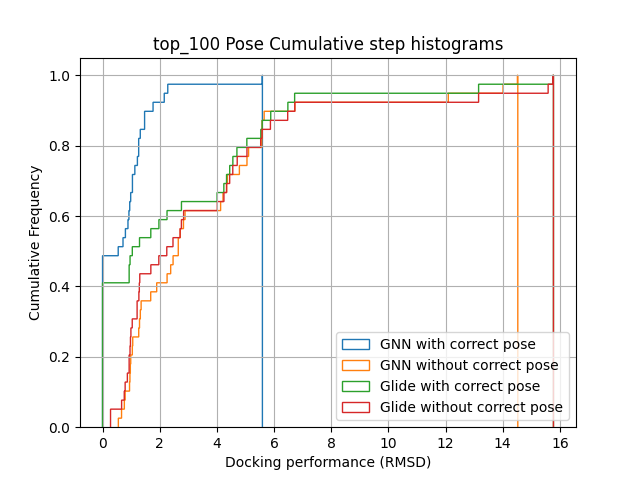 top_100 Pose Cumulative step histograms
1.0
0.8
0.6
0.4
0.2
0.0
Cumulative Frequency
GNN with correct pose
GNN without correct pose
Glide with correct pose
Glide without correct pose
0 2 4 6 8 10 12 14 16
Docking performance (RMSD)